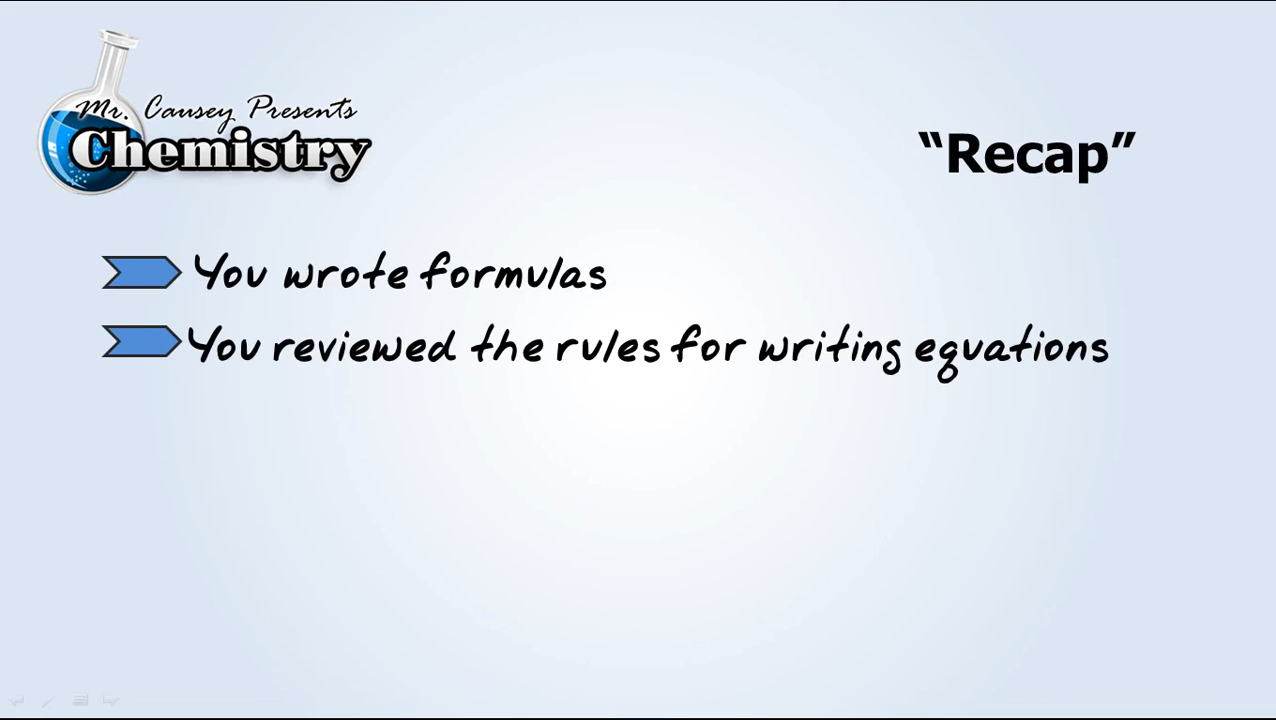 Mr. Causey Presents
Chemistry
“Recap”
You wrote formulas
You reviewed the rules for writing equations